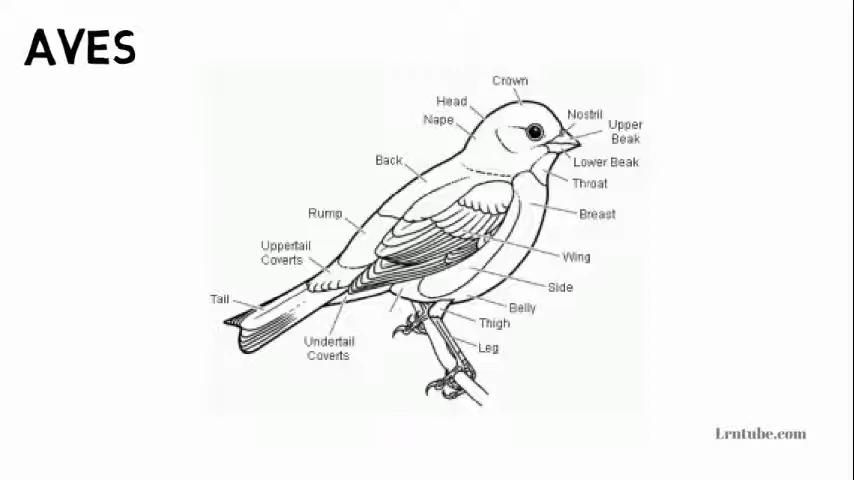 AVES
Crown
Head
Nostril
Nape
Upper
Beak
Back
Lower Beak
Throat
Rump
Breast
Uppertail
Coverts
Wing
Side
Tail
Belly
Thigh
Undertail
Coverts
Leg
Lrntube.com